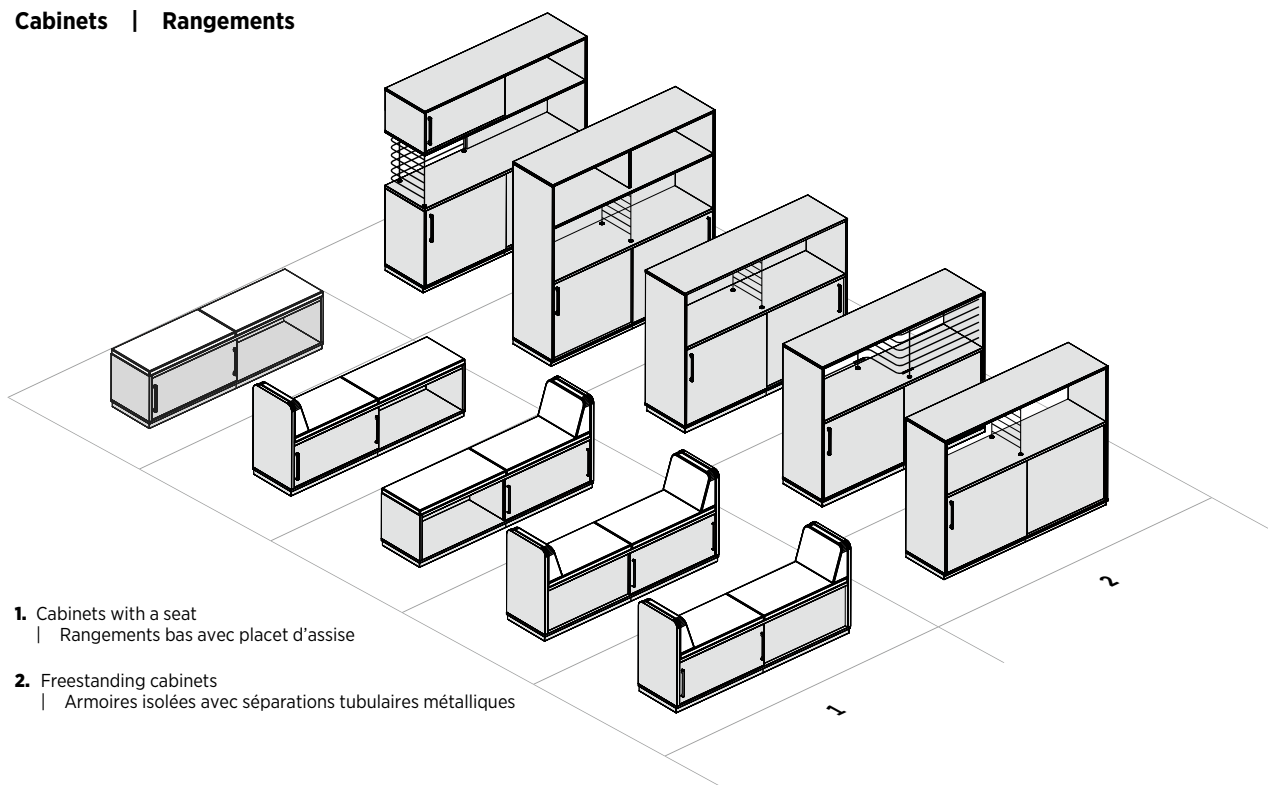 Cabinets | Rangements
1. Cabinets with a seat
| Rangements bas avec placet d’assise
2. Freestanding cabinets
| Armoires isolées avec séparations tubulaires métalliques
2
1